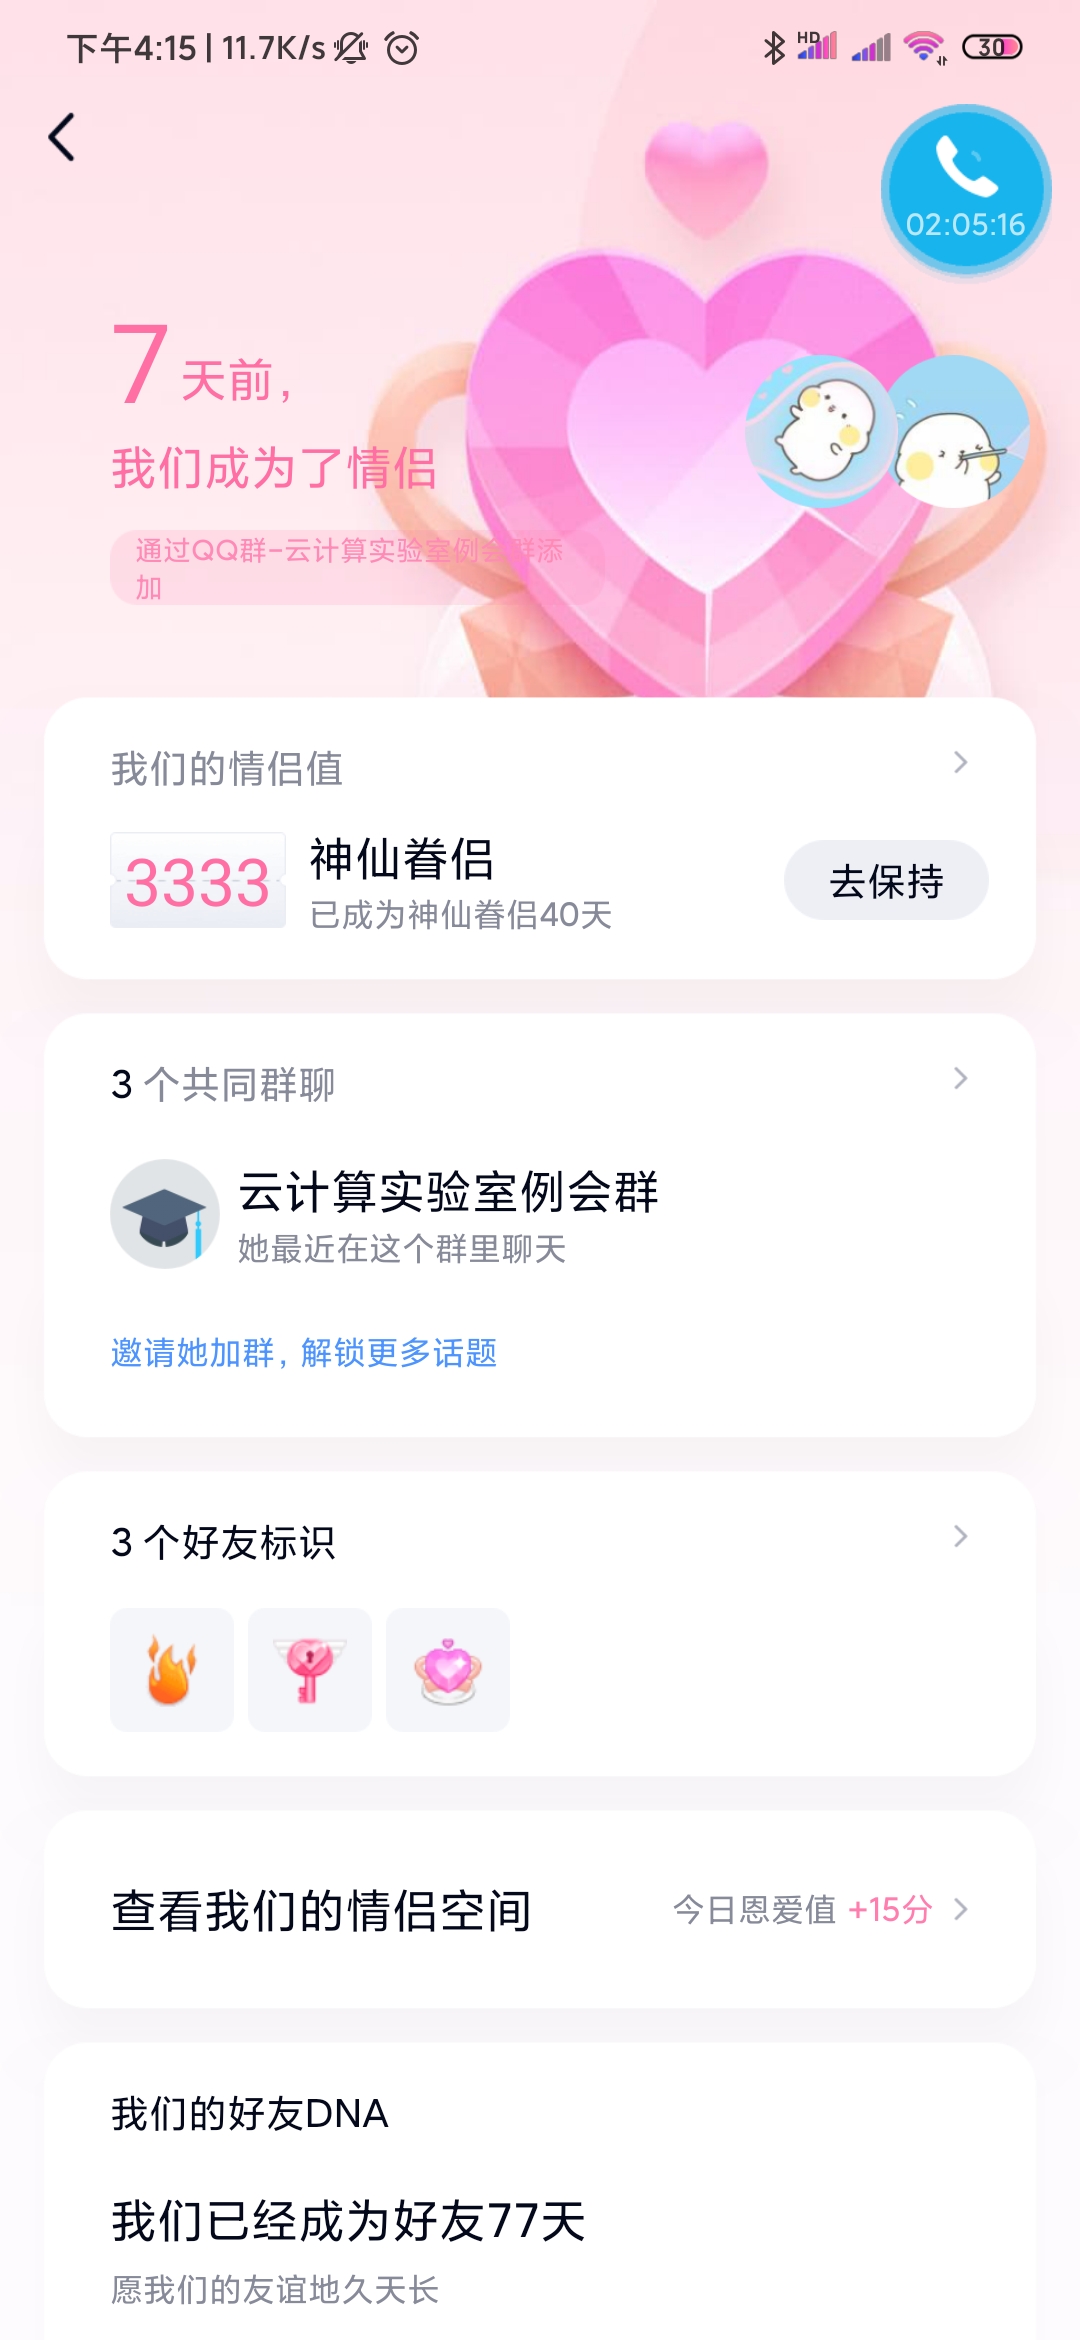 下午4:15 | 11.7K/s
HD
30
02:05:16
7 天前，
我们成为了情侣
通过QQ群-云计算实验室例会群添
加
我们的情侣值
3333
神仙眷侣
已成为神仙眷侣40天
去保持
3 个共同群聊
云计算实验室例会群
她最近在这个群里聊天
邀请她加群，解锁更多话题
3 个好友标识
查看我们的情侣空间
今日恩爱值 +15分
我们的好友DNA
我们已经成为好友77天
愿我们的友谊地久天长